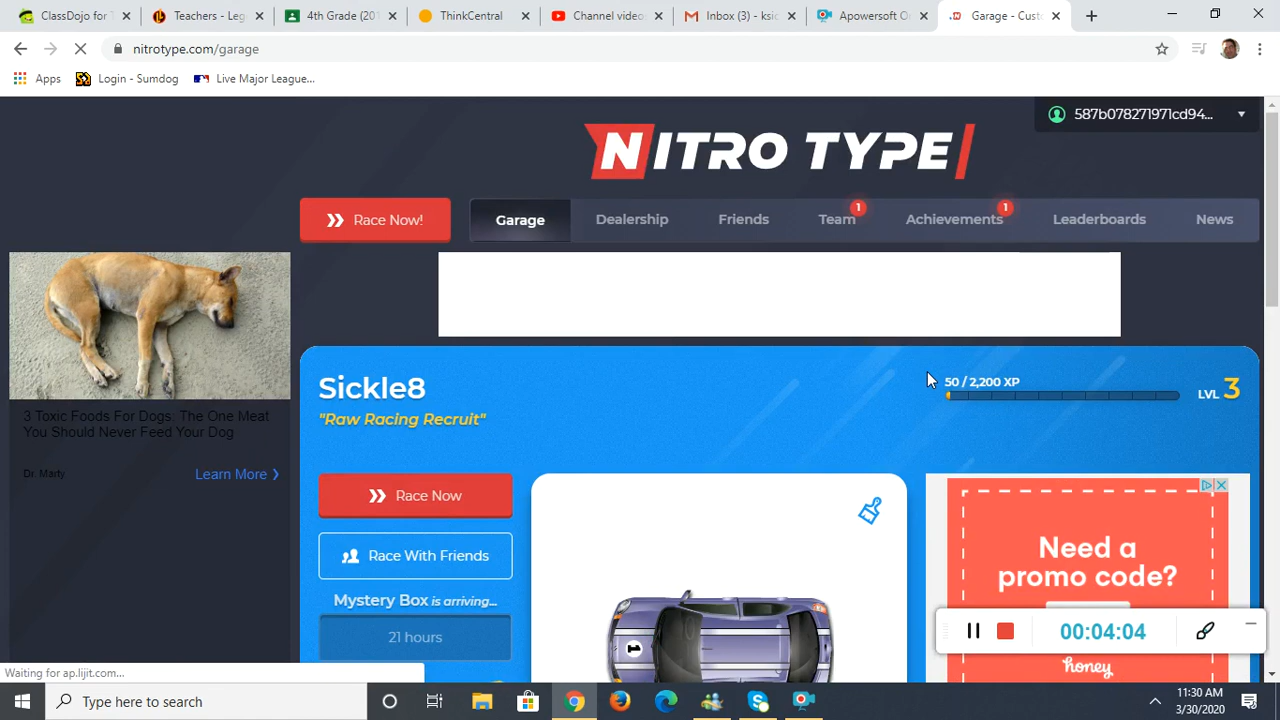 ClassDojo for T
Teachers - Leg
4th Grade (201
ThinkCentral
Channel video
Inbox (3) - ksic
Apowersoft O
Garage - Cust
nitrotype.com/garage
Apps
Login - Sumdog
Live Major League...
587b078271971cd94...
NITRO TYPE
Race Now!
Garage
Dealership
Friends
Team
1
Achievements
1
Leaderboards
News
3 Toxic Foods For Dogs: The One Meat
You Should Never Feed Your Dog
Dr. Marty
Learn More
Sickle8
"Raw Racing Recruit"
50 / 2,200 XP
LVL 3
Race Now
Race With Friends
Mystery Box is arriving...
21 hours
1
Need a
promo code?
honey
00:04:04
Waiting for ap.lijit.com...
Type here to search
11:30 AM
3/30/2020